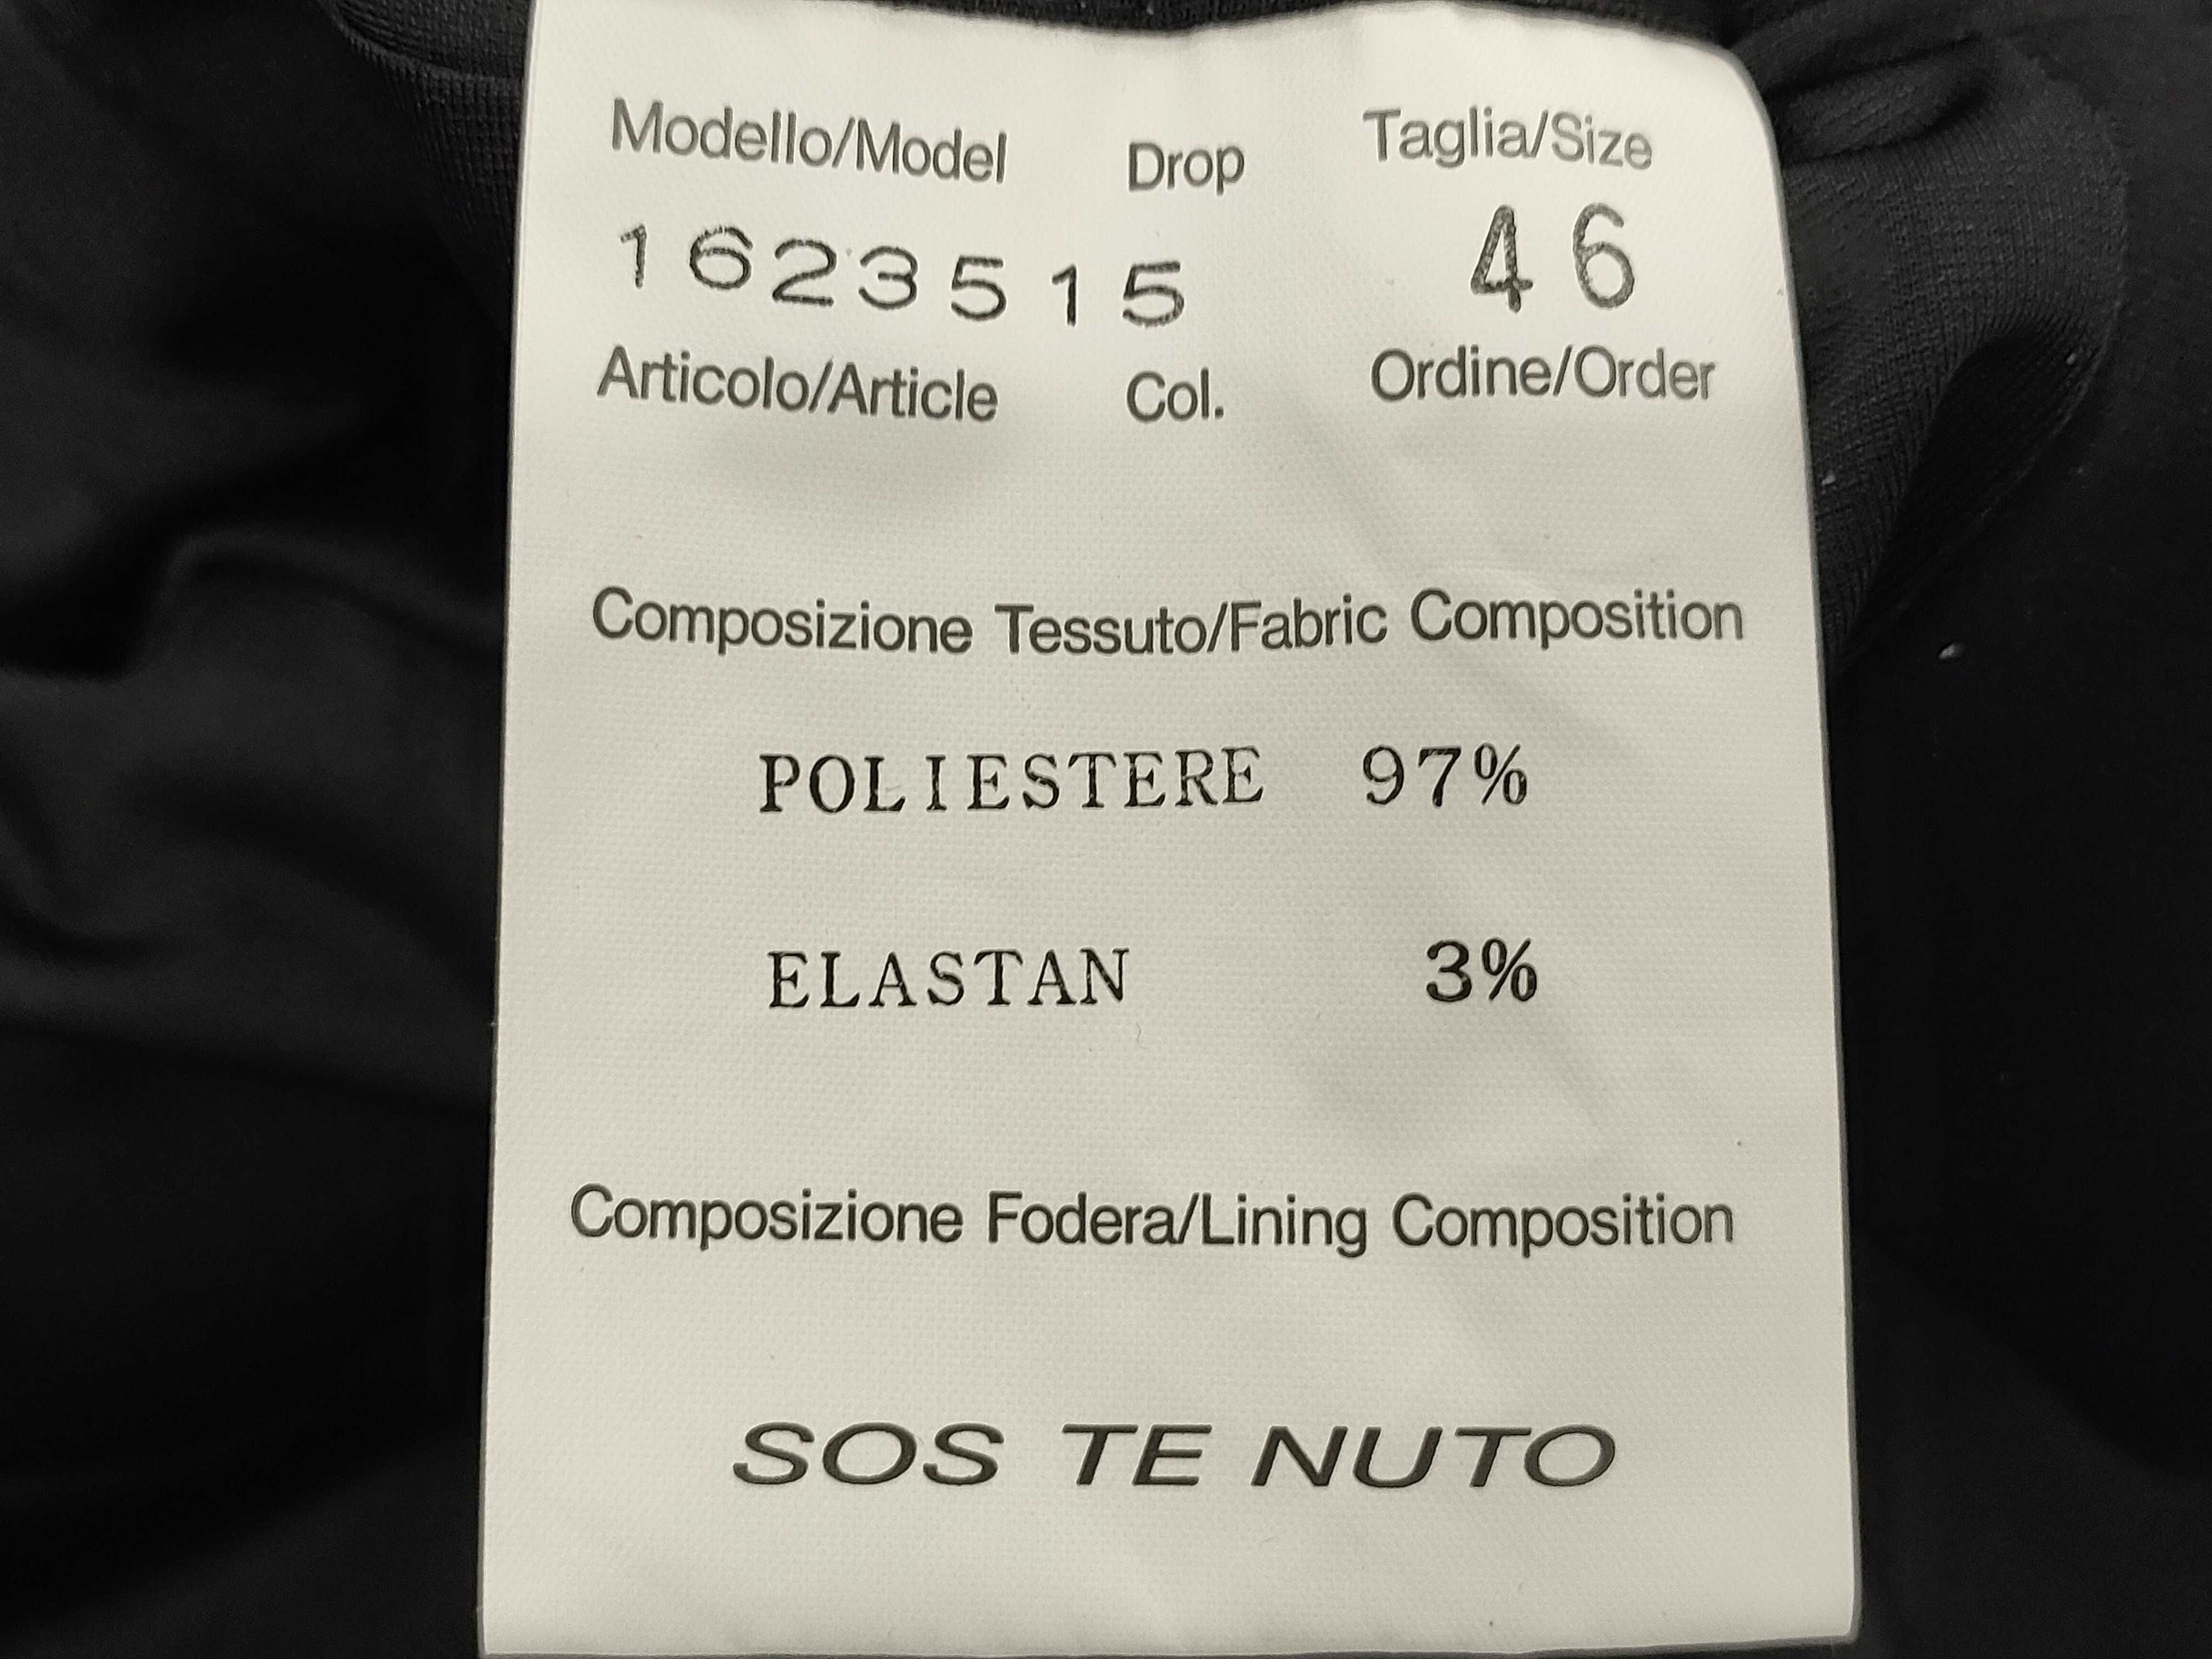 Modello/Model Drop Taglia/Size
1623515 46
Articolo/Article Col. Ordine/Order
Composizione Tessuto/Fabric Composition
POLIESTERE 97%
ELASTAN 3%
Composizione Fodera/Lining Composition
SOS TE NUTO